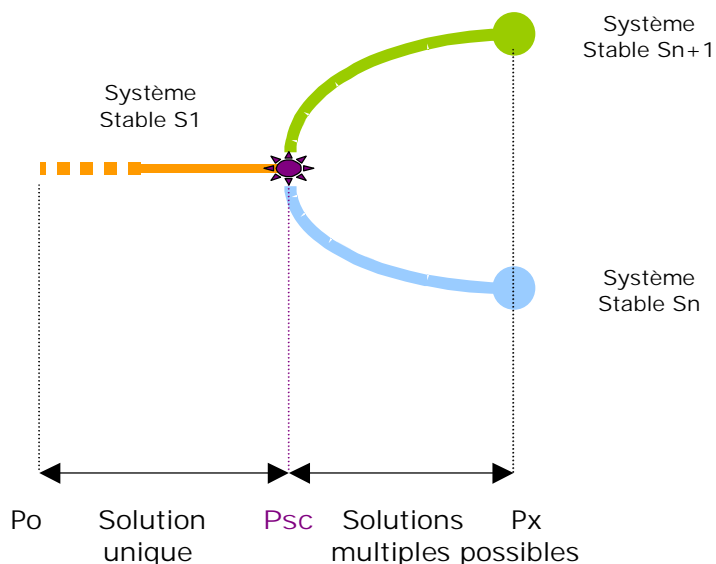 Système
Stable Sn+1
Système
Stable S1
Système
Stable Sn
Po Solution Psc Solutions Px
unique multiples possibles